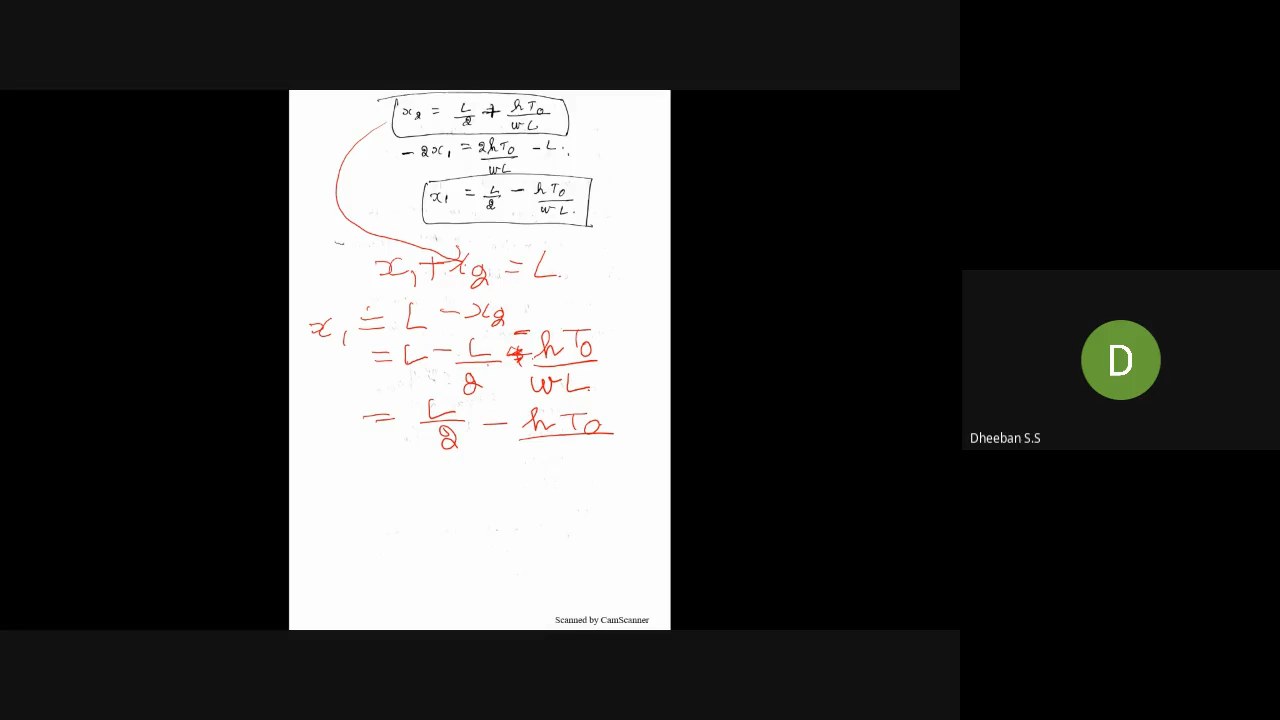 x₂ = L/2 + hT₀/wL
- 2x₁ = 2hT₀/wL - L.
x₁ = L/2 - hT₀/wL.
x₁ + x₂ = L.
x₁ = L - x₂
= L - L/2 - hT₀/wL
= L/2 - hT₀
Scanned by CamScanner
D
Dheeban S.S